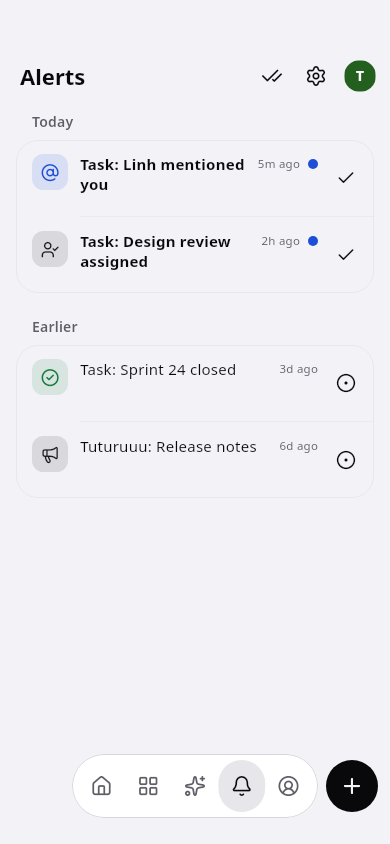 Alerts
T
Today
Task: Linh mentioned 5m ago
you
Task: Design review 2h ago
assigned
Earlier
Task: Sprint 24 closed 3d ago
Tuturuuu: Release notes 6d ago